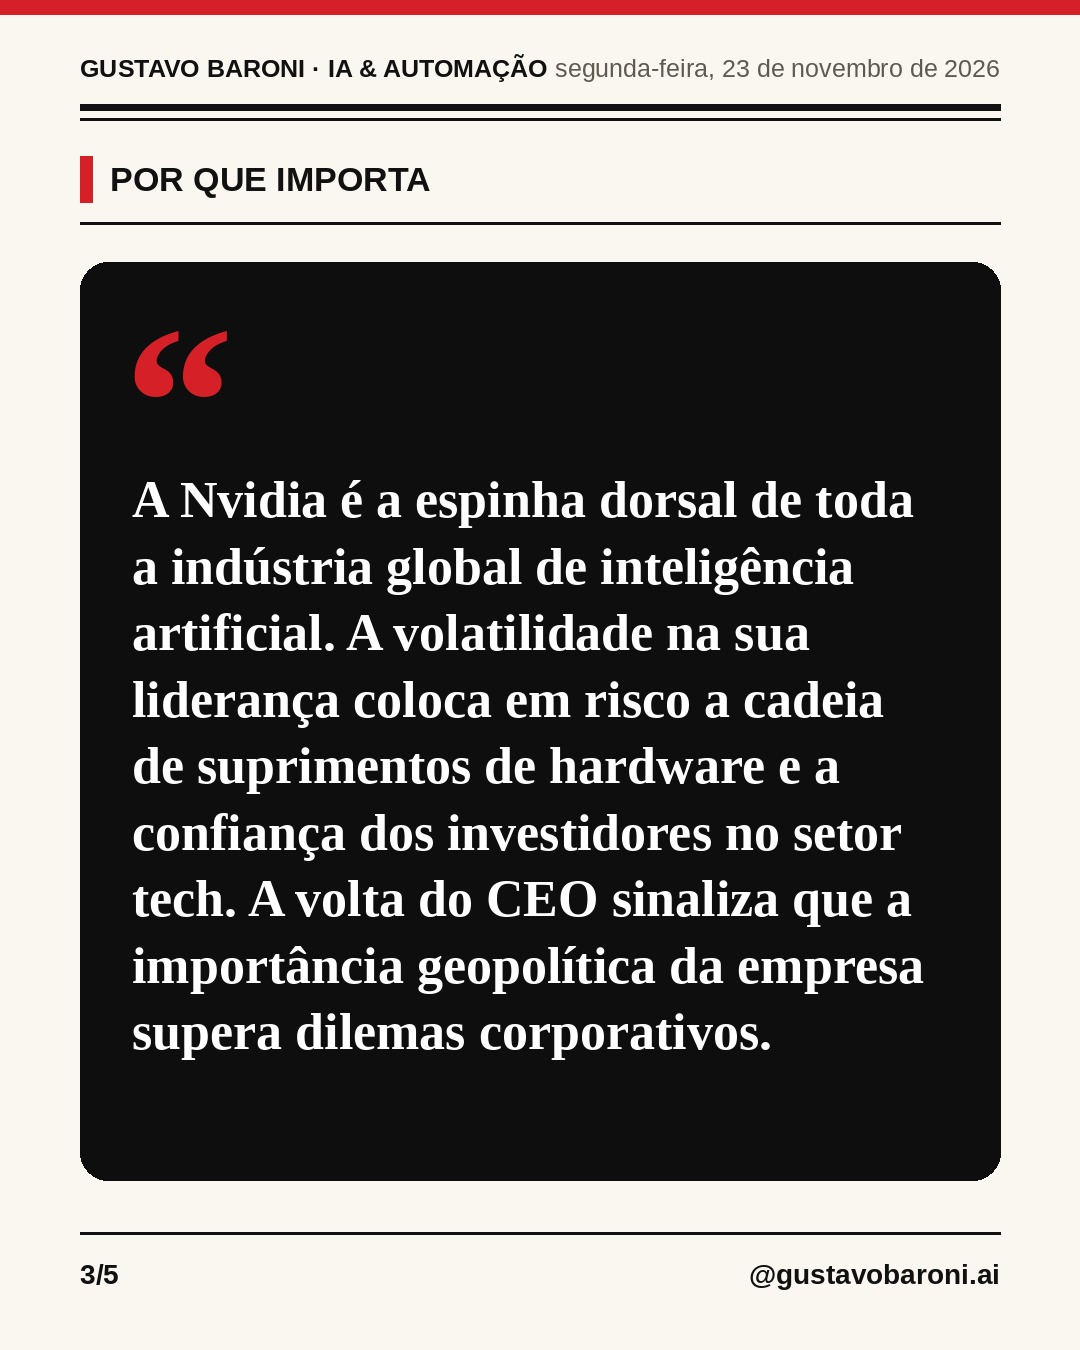 GUSTAVO BARONI · IA & AUTOMAÇÃO segunda-feira, 23 de novembro de 2026
POR QUE IMPORTA
“
A Nvidia é a espinha dorsal de toda
a indústria global de inteligência
artificial. A volatilidade na sua
liderança coloca em risco a cadeia
de suprimentos de hardware e a
confiança dos investidores no setor
tech. A volta do CEO sinaliza que a
importância geopolítica da empresa
supera dilemas corporativos.
3/5
@gustavobaroni.ai